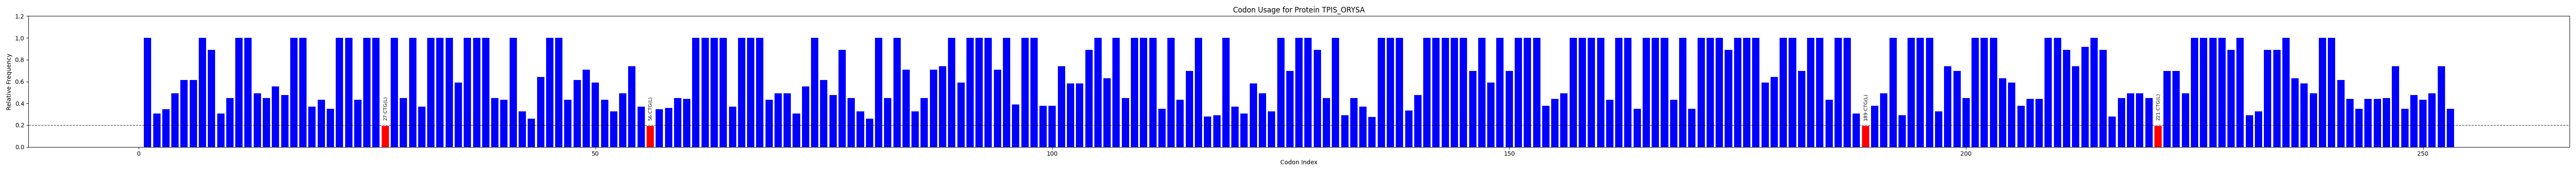 Codon Usage for Protein TPIS_ORYSA
Relative Frequency
1.2
1.0
0.8
0.6
0.4
0.2
0.0
27:CTG(L)
56:CTG(L)
189:CTG(L)
221:CTG(L)
0
50
100
150
200
250
Codon Index